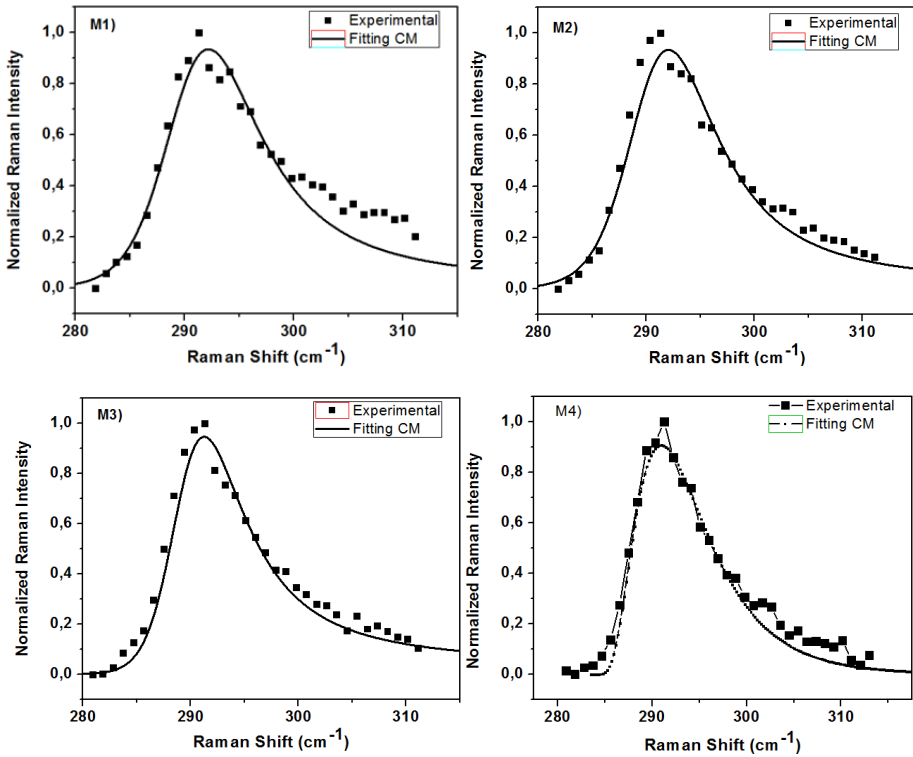 M1)
Experimental
Fitting CM
Normalized Raman Intensity
1,0
0,8
0,6
0,4
0,2
0,0
280 290 300 310
Raman Shift (cm⁻¹)
M2)
Experimental
Fitting CM
Normalized Raman Intensity
1,0
0,8
0,6
0,4
0,2
0,0
280 290 300 310
Raman Shift (cm⁻¹)
M3)
Experimental
Fitting CM
Normalized Raman Intensity
1,0
0,8
0,6
0,4
0,2
0,0
280 290 300 310
Raman Shift (cm⁻¹)
M4)
Experimental
Fitting CM
Normalized Raman Intensity
1,0
0,8
0,6
0,4
0,2
0,0
280 290 300 310
Raman Shift (cm⁻¹)